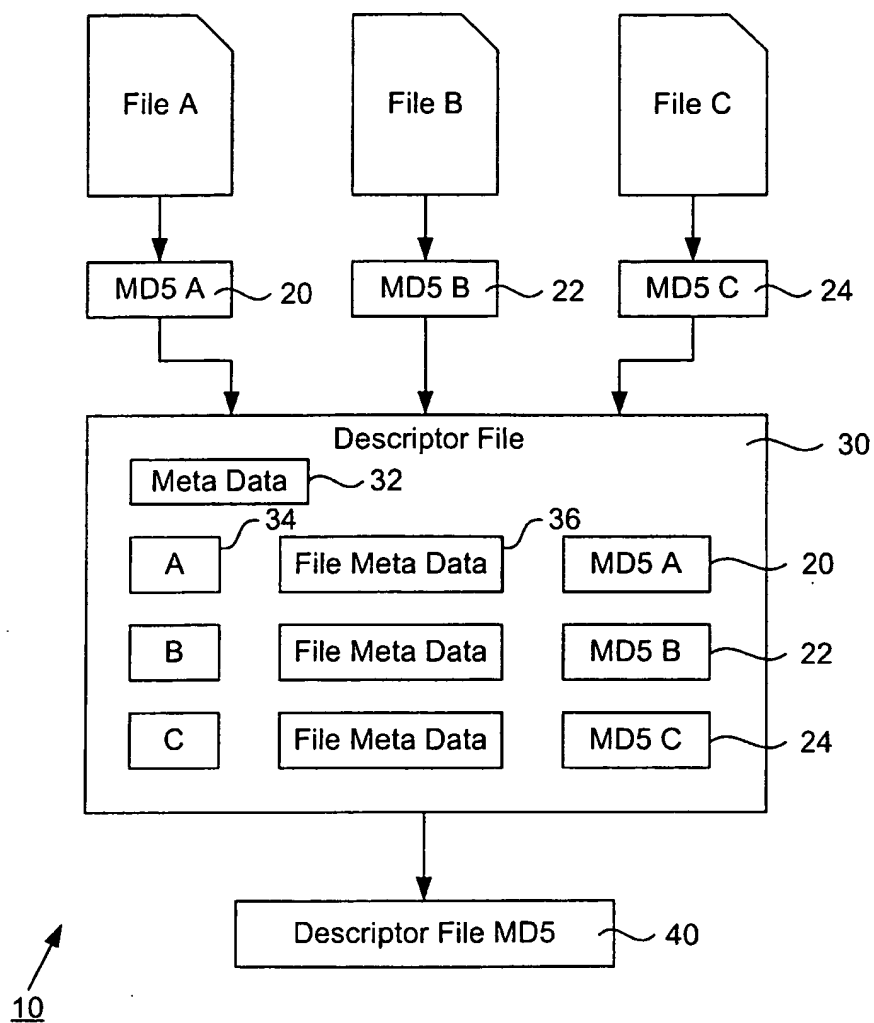 File A File B File C
MD5 A 20 MD5 B 22 MD5 C 24
Descriptor File 30
Meta Data 32
34 36
A File Meta Data MD5 A 20
B File Meta Data MD5 B 22
C File Meta Data MD5 C 24
Descriptor File MD5 40
10